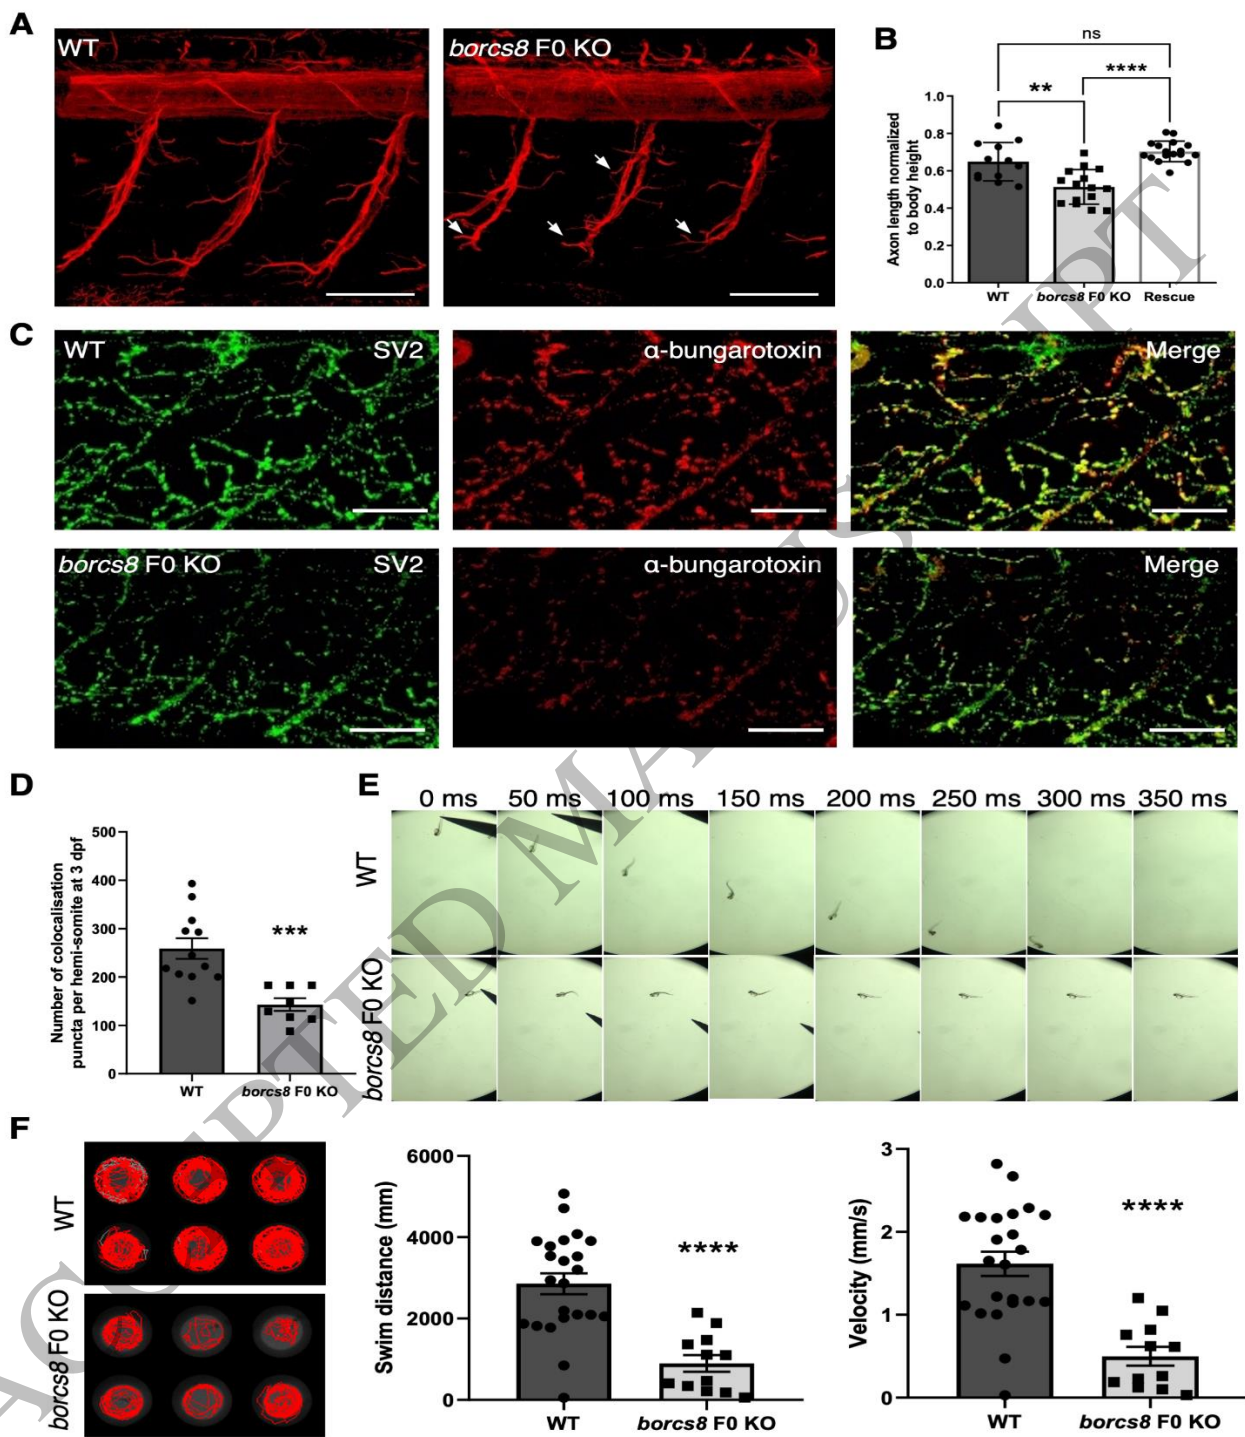 A
WT
borcs8 F0 KO
B
ns
**
****
Axon length normalized
to body height
1.0
0.8
0.6
0.4
0.2
0.0
WT
borcs8 F0 KO
Rescue
C
WT
SV2
α-bungarotoxin
Merge
borcs8 F0 KO
SV2
α-bungarotoxin
Merge
D
Number of colocalisation
puncta per hemi-somite at 3 dpf
500
400
300
200
100
0
***
WT
borcs8 F0 KO
E
0 ms
50 ms
100 ms
150 ms
200 ms
250 ms
300 ms
350 ms
WT
borcs8 F0 KO
F
WT
borcs8 F0 KO
Swim distance (mm)
6000
4000
2000
0
****
WT
borcs8 F0 KO
Velocity (mm/s)
3
2
1
0
****
WT
borcs8 F0 KO
ACCEPTED MANUSCRIPT